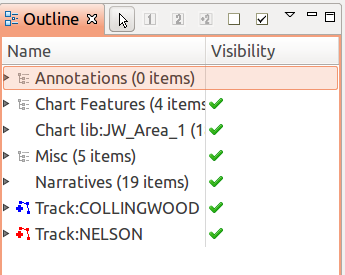 Outline
1 2 +2
Name Visibility
Annotations (0 items)
Chart Features (4 items
Chart lib:JW_Area_1 (1
Misc (5 items)
Narratives (19 items)
Track:COLLINGWOOD
Track:NELSON